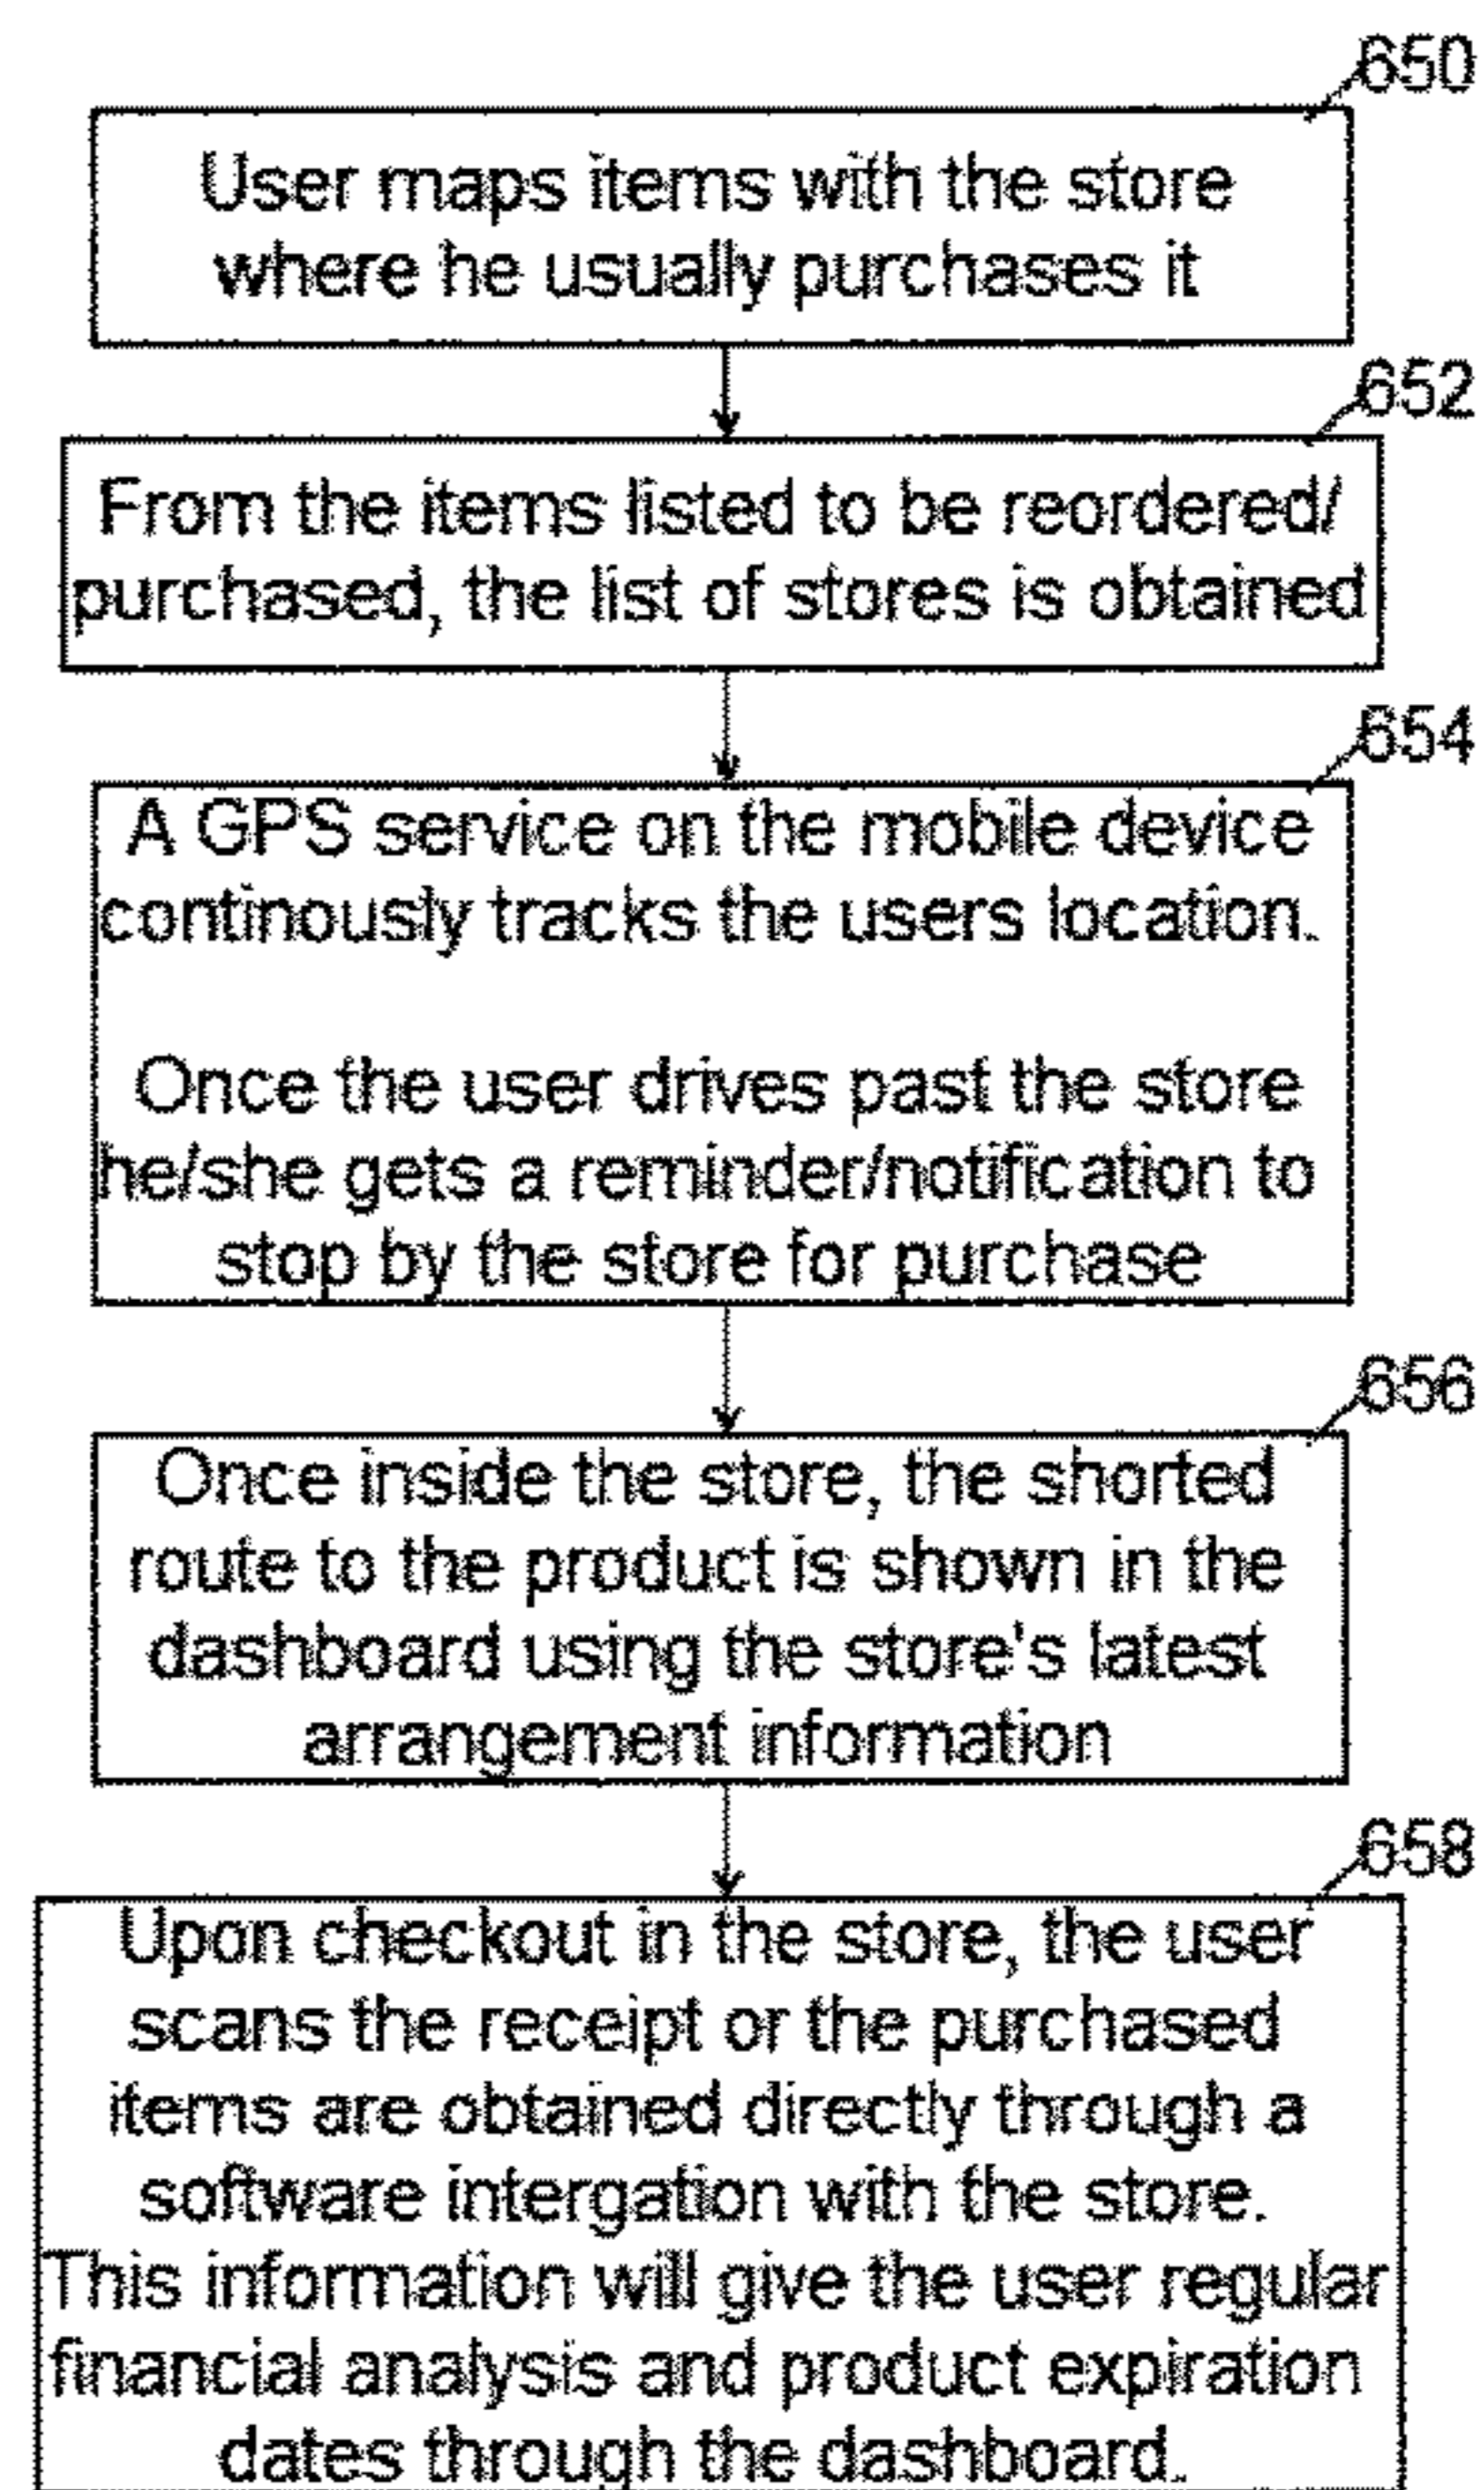 650
User maps items with the store
where he usually purchases it
652
From the items listed to be reordered/
purchased, the list of stores is obtained
654
A GPS service on the mobile device
continously tracks the users location.
Once the user drives past the store
he/she gets a reminder/notification to
stop by the store for purchase
656
Once inside the store, the shorted
route to the product is shown in the
dashboard using the store's latest
arrangement information
658
Upon checkout in the store, the user
scans the receipt or the purchased
items are obtained directly through a
software intergation with the store.
This information will give the user regular
financial analysis and product expiration
dates through the dashboard.